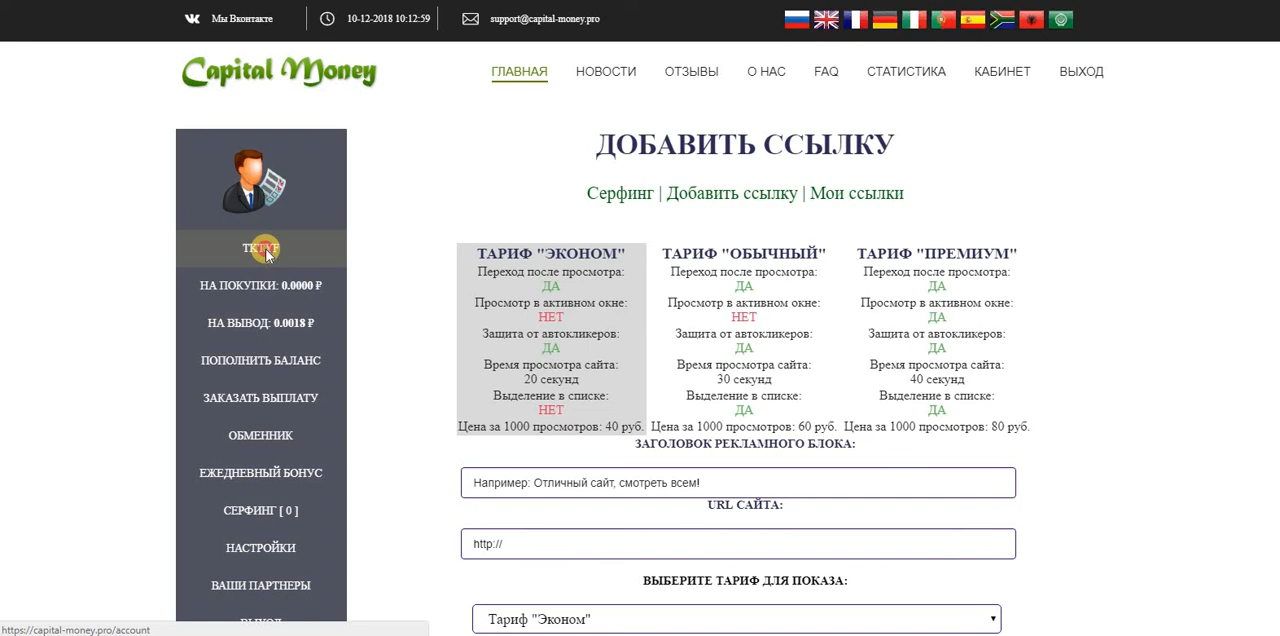 Мы Вконтакте
10-12-2018 10:12:59
support@capital-money.pro
Capital Money
ГЛАВНАЯ НОВОСТИ ОТЗЫВЫ О НАС FAQ СТАТИСТИКА КАБИНЕТ ВЫХОД
НА ПОКУПКИ: 0.0000 ₽
НА ВЫВОД: 0.0018 ₽
ПОПОЛНИТЬ БАЛАНС
ЗАКАЗАТЬ ВЫПЛАТУ
ОБМЕННИК
ЕЖЕДНЕВНЫЙ БОНУС
СЕРФИНГ [ 0 ]
НАСТРОЙКИ
ВАШИ ПАРТНЕРЫ
ВЫХОД
ДОБАВИТЬ ССЫЛКУ
Серфинг | Добавить ссылку | Мои ссылки
ТАРИФ "ЭКОНОМ"
Переход после просмотра:
ДА
Просмотр в активном окне:
НЕТ
Защита от автокликеров:
ДА
Время просмотра сайта:
20 секунд
Выделение в списке:
НЕТ
Цена за 1000 просмотров: 40 руб.
ТАРИФ "ОБЫЧНЫЙ"
Переход после просмотра:
ДА
Просмотр в активном окне:
НЕТ
Защита от автокликеров:
ДА
Время просмотра сайта:
30 секунд
Выделение в списке:
ДА
Цена за 1000 просмотров: 60 руб.
ТАРИФ "ПРЕМИУМ"
Переход после просмотра:
ДА
Просмотр в активном окне:
ДА
Защита от автокликеров:
ДА
Время просмотра сайта:
40 секунд
Выделение в списке:
ДА
Цена за 1000 просмотров: 80 руб.
ЗАГОЛОВОК РЕКЛАМНОГО БЛОКА:
Например: Отличный сайт, смотреть всем!
URL САЙТА:
http://
ВЫБЕРИТЕ ТАРИФ ДЛЯ ПОКАЗА:
Тариф "Эконом"
https://capital-money.pro/account